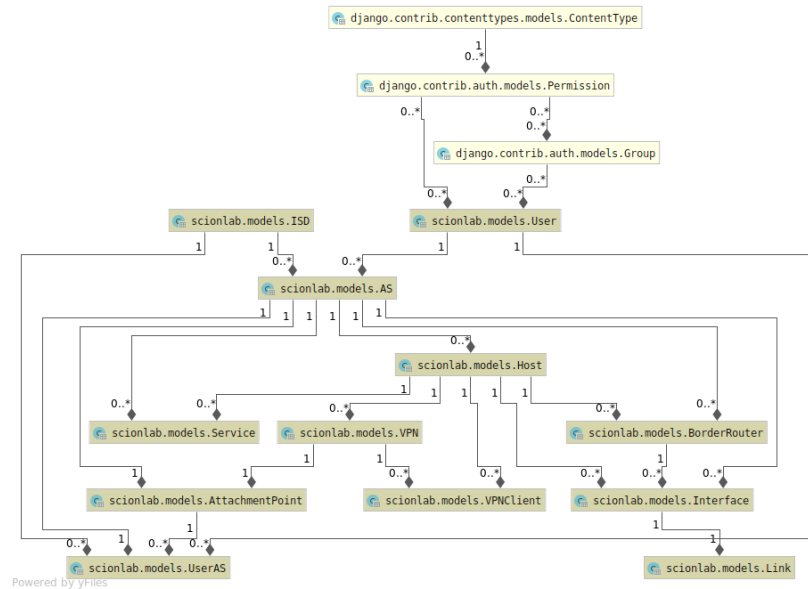 django.contrib.contenttypes.models.ContentType
1
0..*
django.contrib.auth.models.Permission
0..* 0..*
0..*
django.contrib.auth.models.Group
0..*
0..* 0..*
scionlab.models.ISD scionlab.models.User
1 1 1 1
0..* 0..*
scionlab.models.AS
1 1 1 1 1 1
0..*
scionlab.models.Host
1 1 1 1 1
0..* 0..* 0..* 0..* 0..*
scionlab.models.Service scionlab.models.VPN scionlab.models.BorderRouter
1 1 1
1 1 0..* 0..* 0..* 0..* 0..*
scionlab.models.AttachmentPoint scionlab.models.VPNClient scionlab.models.Interface
1 1
0..* 1 0..* 0..* 1
scionlab.models.UserAS scionlab.models.Link
Powered by yFiles